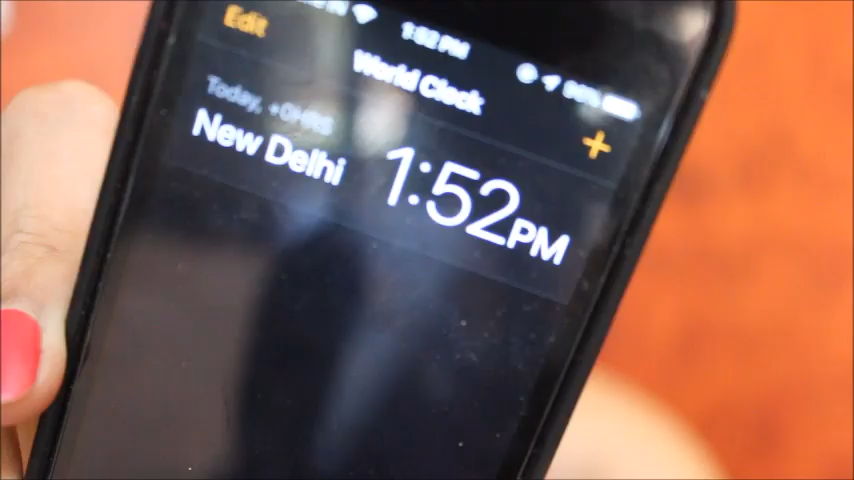 1:52 PM
Edit
World Clock
+
Today, +0HRS
New Delhi
1:52PM